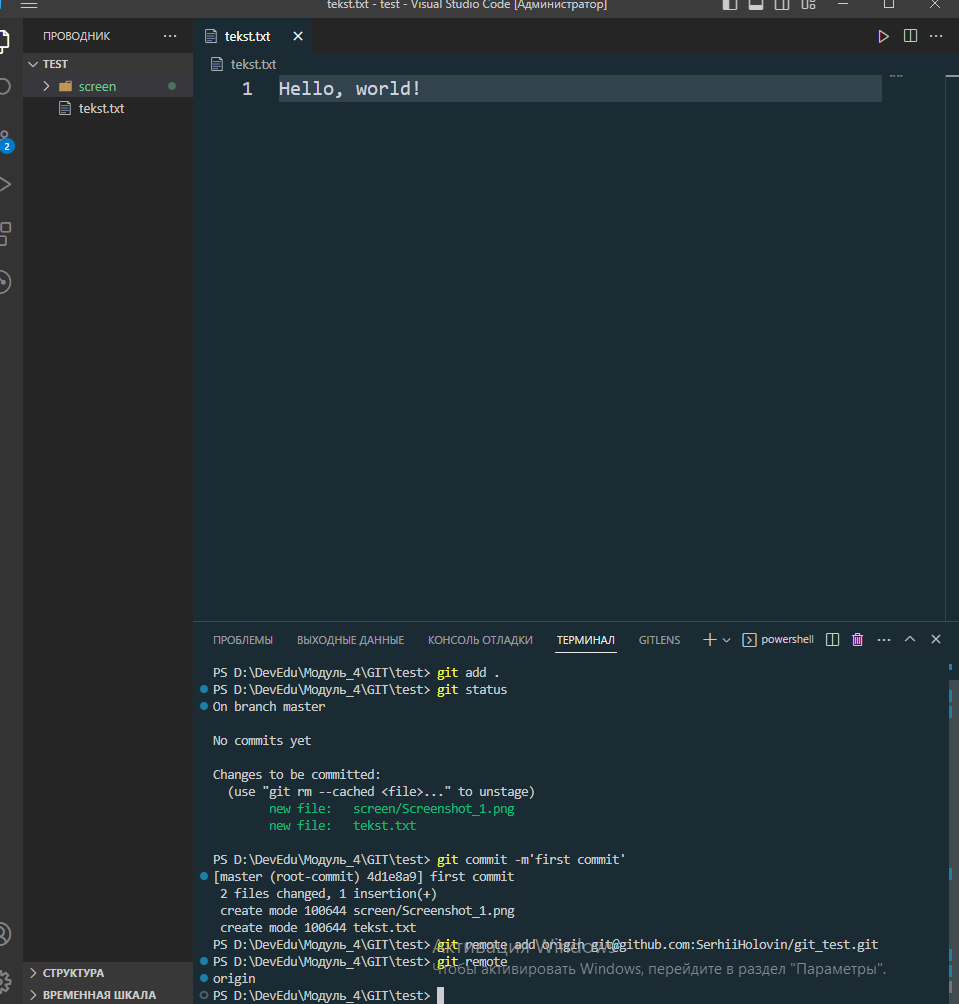 tekst.txt - test - Visual Studio Code [Администратор]
ПРОВОДНИК
TEST
screen
tekst.txt
2
tekst.txt
tekst.txt
1 Hello, world!
ПРОБЛЕМЫ ВЫХОДНЫЕ ДАННЫЕ КОНСОЛЬ ОТЛАДКИ ТЕРМИНАЛ GITLENS powershell
PS D:\DevEdu\Модуль_4\GIT\test> git add .
PS D:\DevEdu\Модуль_4\GIT\test> git status
On branch master
No commits yet
Changes to be committed:
(use "git rm --cached <file>..." to unstage)
new file: screen/Screenshot_1.png
new file: tekst.txt
PS D:\DevEdu\Модуль_4\GIT\test> git commit -m'first commit'
[master (root-commit) 4d1e8a9] first commit
2 files changed, 1 insertion(+)
create mode 100644 screen/Screenshot_1.png
create mode 100644 tekst.txt
PS D:\DevEdu\Модуль_4\GIT\test> git remote add origin git@github.com:SerhiiHolovin/git_test.git
PS D:\DevEdu\Модуль_4\GIT\test> git remote
origin
PS D:\DevEdu\Модуль_4\GIT\test>
Активация Windows
Чтобы активировать Windows, перейдите в раздел "Параметры".
СТРУКТУРА
ВРЕМЕННАЯ ШКАЛА